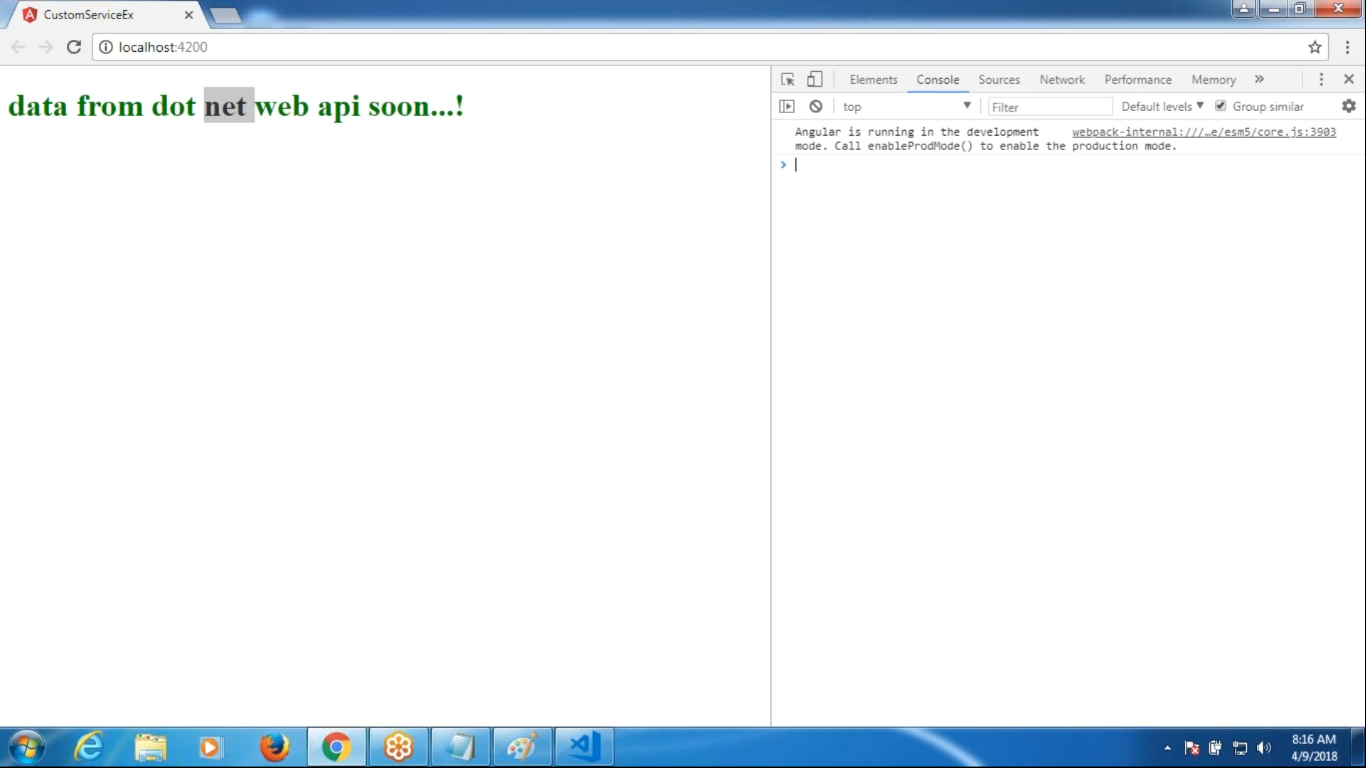 CustomServiceEx
localhost:4200
data from dot net web api soon...!
Elements Console Sources Network Performance Memory »
top Filter Default levels Group similar
Angular is running in the development webpack-internal:///…e/esm5/core.js:3903
mode. Call enableProdMode() to enable the production mode.
8:16 AM
4/9/2018